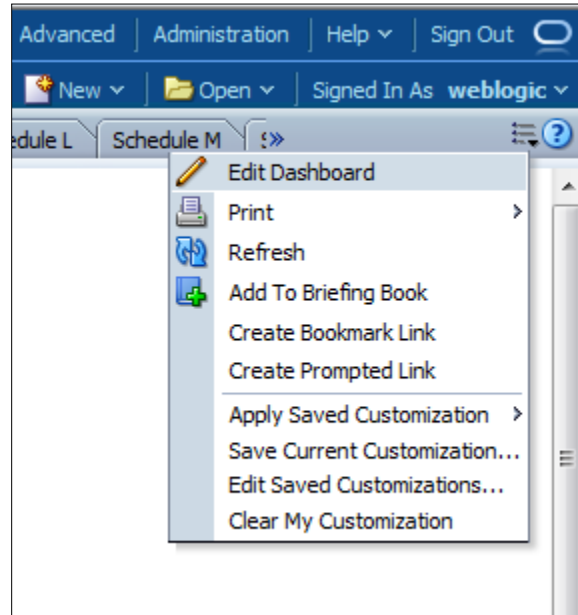 Advanced Administration Help Sign Out
New Open Signed In As weblogic
edule L Schedule M
Edit Dashboard
Print
Refresh
Add To Briefing Book
Create Bookmark Link
Create Prompted Link
Apply Saved Customization
Save Current Customization...
Edit Saved Customizations...
Clear My Customization